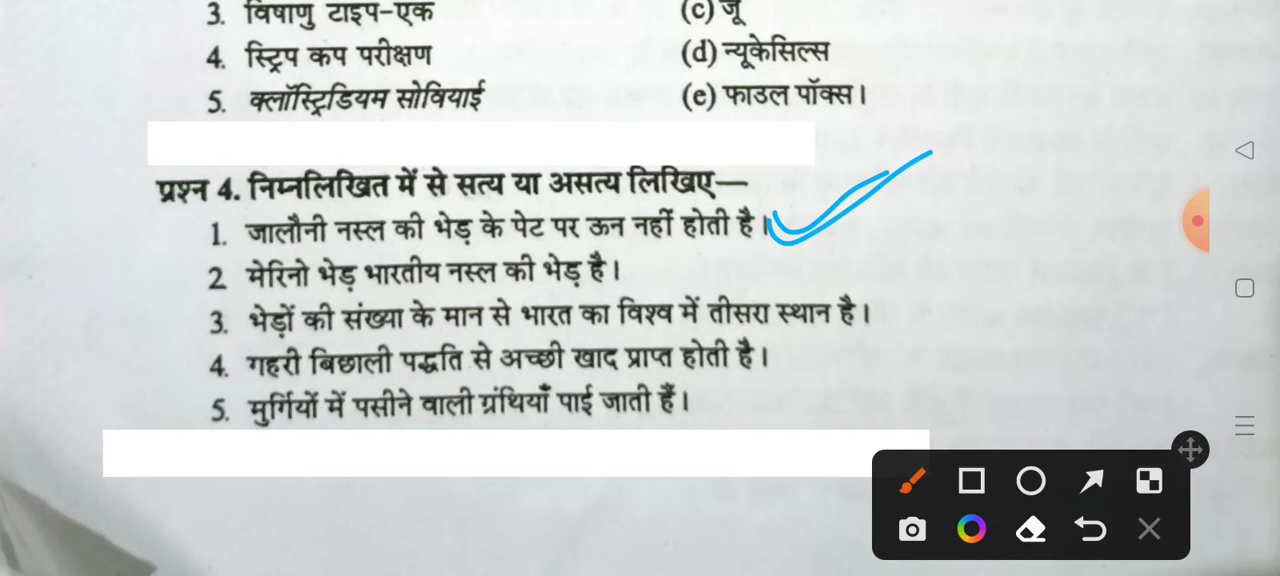 3. विषाणु टाइप-एक (c) जूँ
4. स्ट्रिप कप परीक्षण (d) न्यूकेसिल्स
5. क्लॉस्ट्रिडियम सोवियाई (e) फाउल पॉक्स।
प्रश्न 4. निम्नलिखित में से सत्य या असत्य लिखिए—
1. जालौनी नस्ल की भेड़ के पेट पर ऊन नहीं होती है।
2 मेरिनो भेड़ भारतीय नस्ल की भेड़ है।
3. भेड़ों की संख्या के मान से भारत का विश्व में तीसरा स्थान है।
4. गहरी बिछाली पद्धति से अच्छी खाद प्राप्त होती है।
5. मुर्गियों में पसीने वाली ग्रंथियाँ पाई जाती हैं।